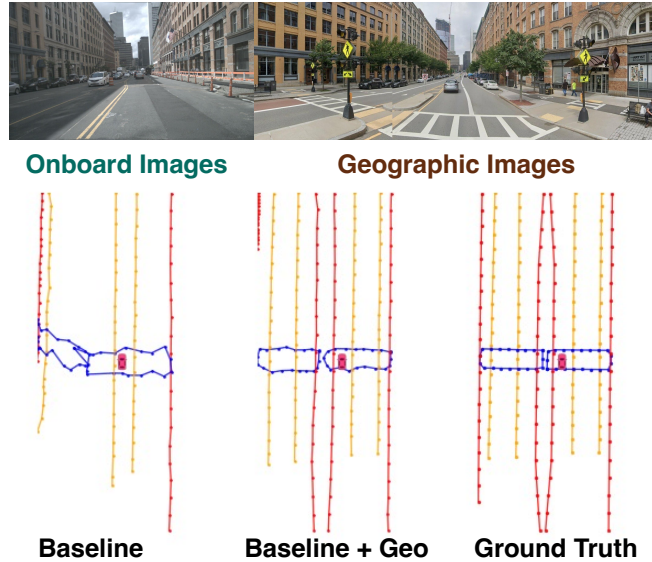 Onboard Images
Geographic Images
Baseline
Baseline + Geo
Ground Truth